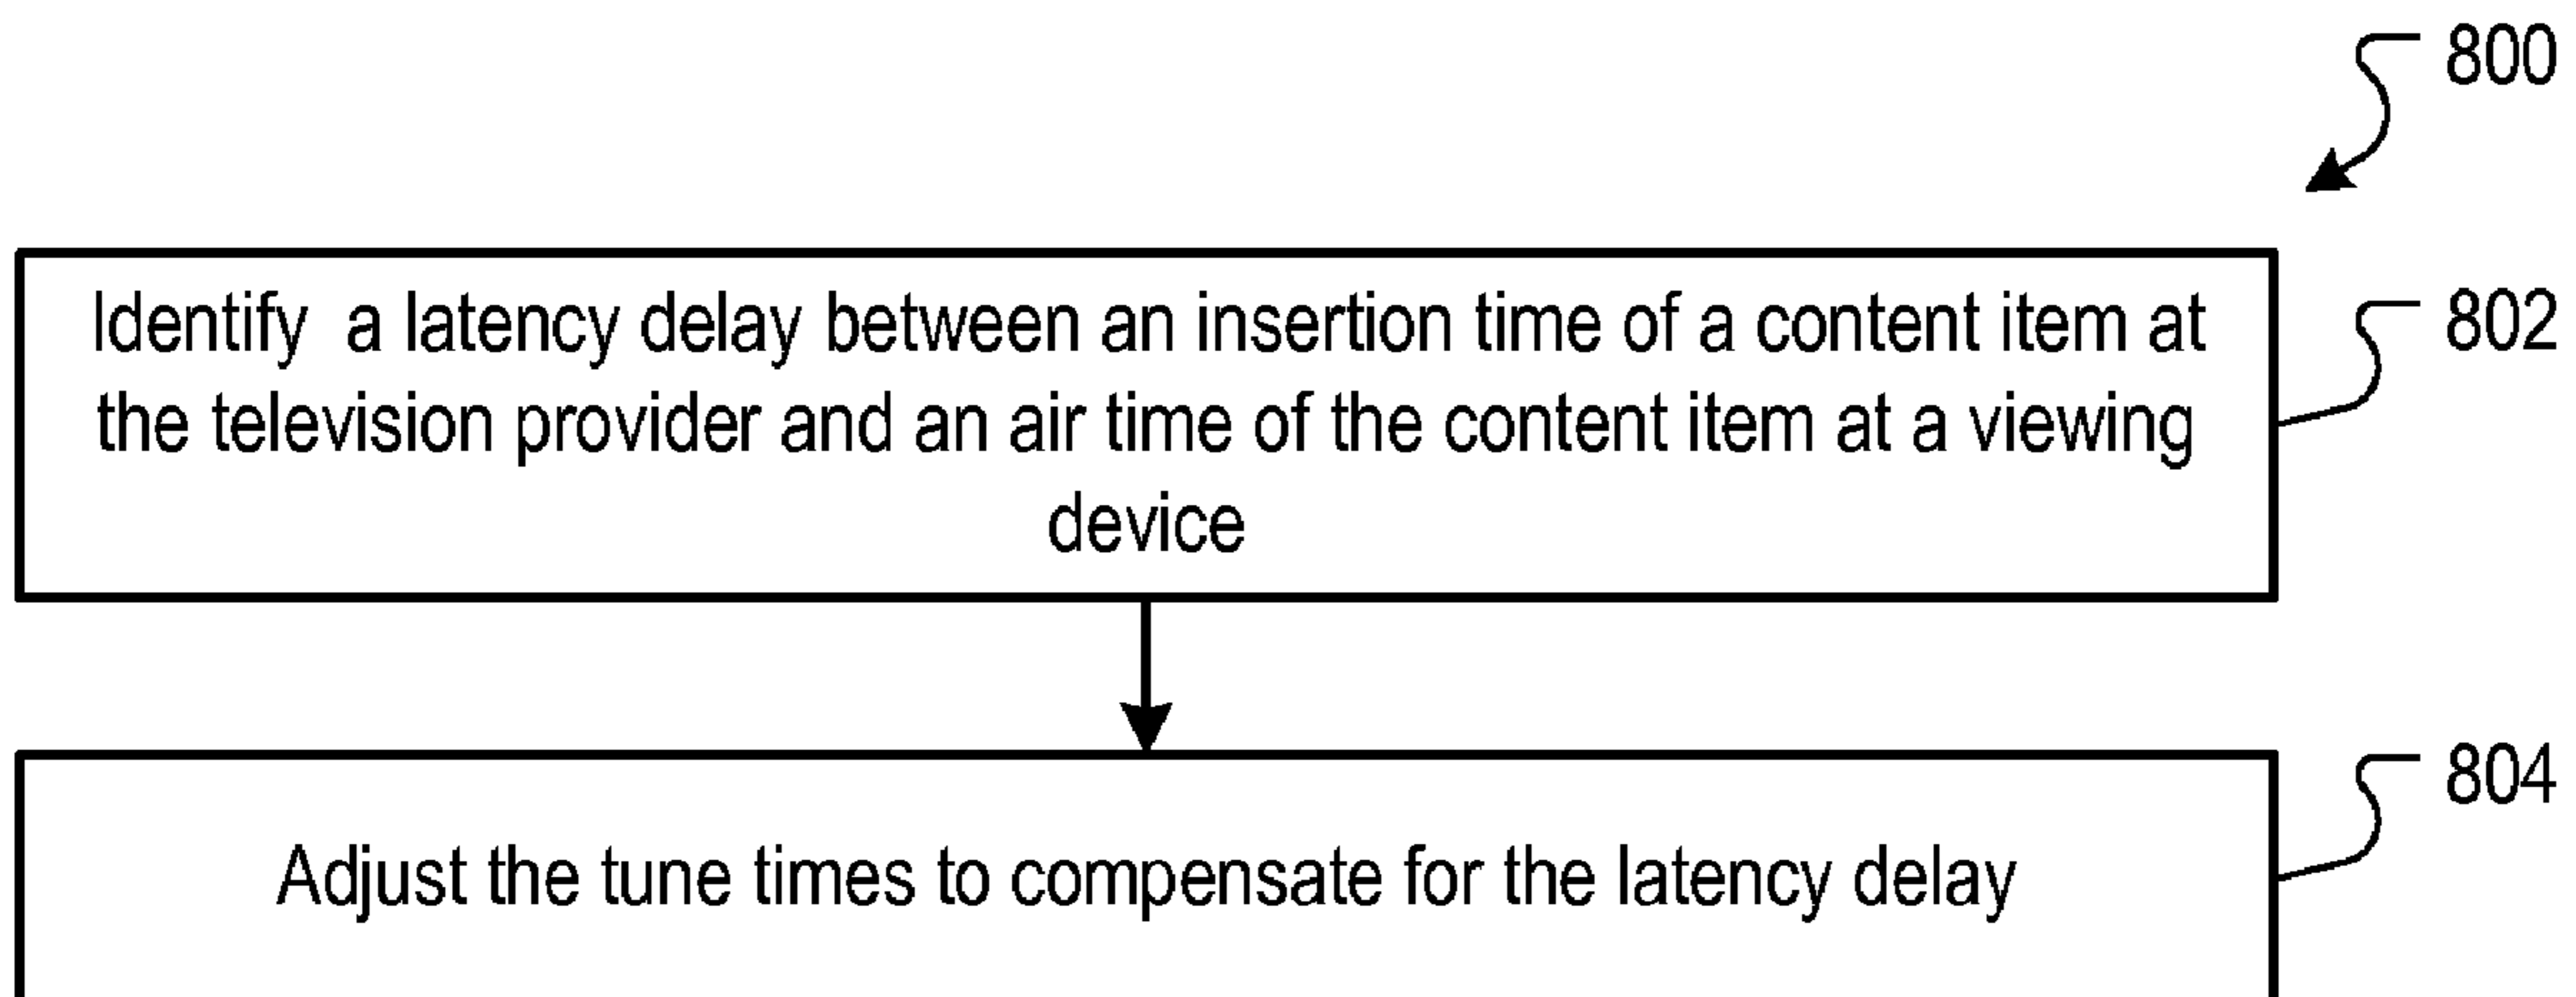 800
Identify a latency delay between an insertion time of a content item at
the television provider and an air time of the content item at a viewing
device
802
Adjust the tune times to compensate for the latency delay
804